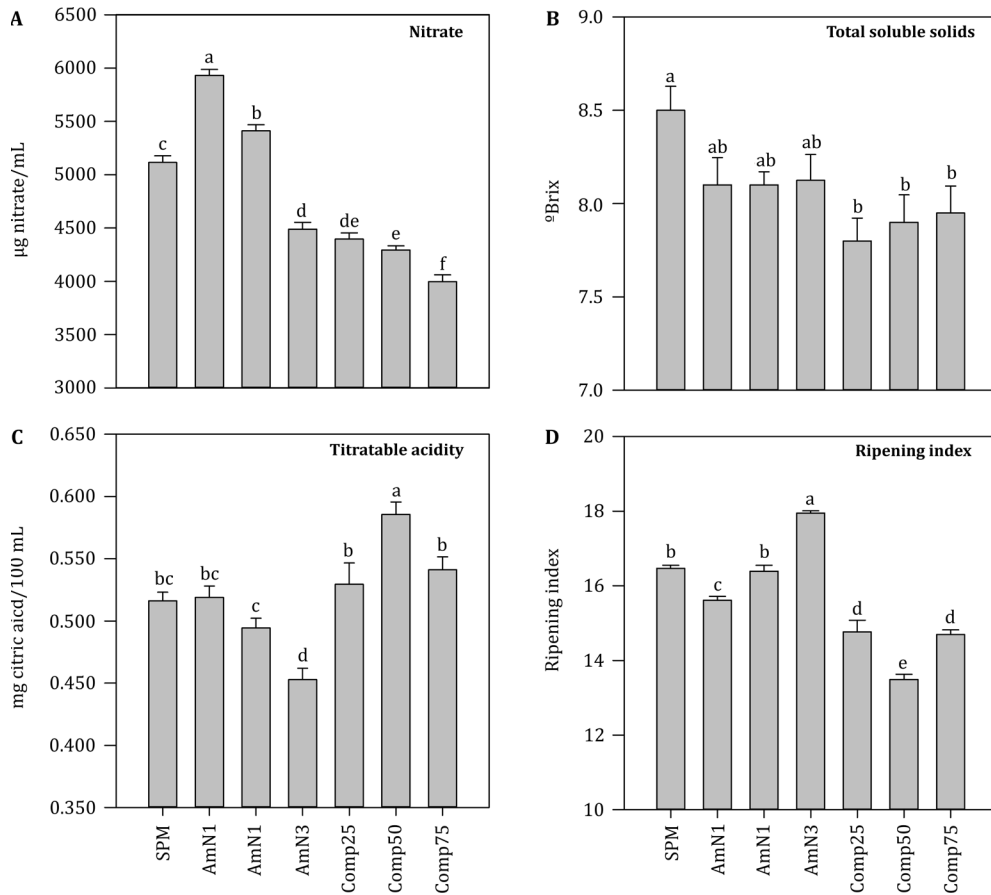 A
Nitrate
µg nitrate/mL
6500
6000
5500
5000
4500
4000
3500
3000
c
a
b
d
de
e
f
B
Total soluble solids
ºBrix
9.0
8.5
8.0
7.5
7.0
a
ab
ab
ab
b
b
b
C
Titratable acidity
mg citric aicd/100 mL
0.650
0.600
0.550
0.500
0.450
0.400
0.350
bc
bc
c
d
b
a
b
SPM
AmN1
AmN1
AmN3
Comp25
Comp50
Comp75
D
Ripening index
Ripening index
20
18
16
14
12
10
b
c
b
a
d
e
d
SPM
AmN1
AmN1
AmN3
Comp25
Comp50
Comp75